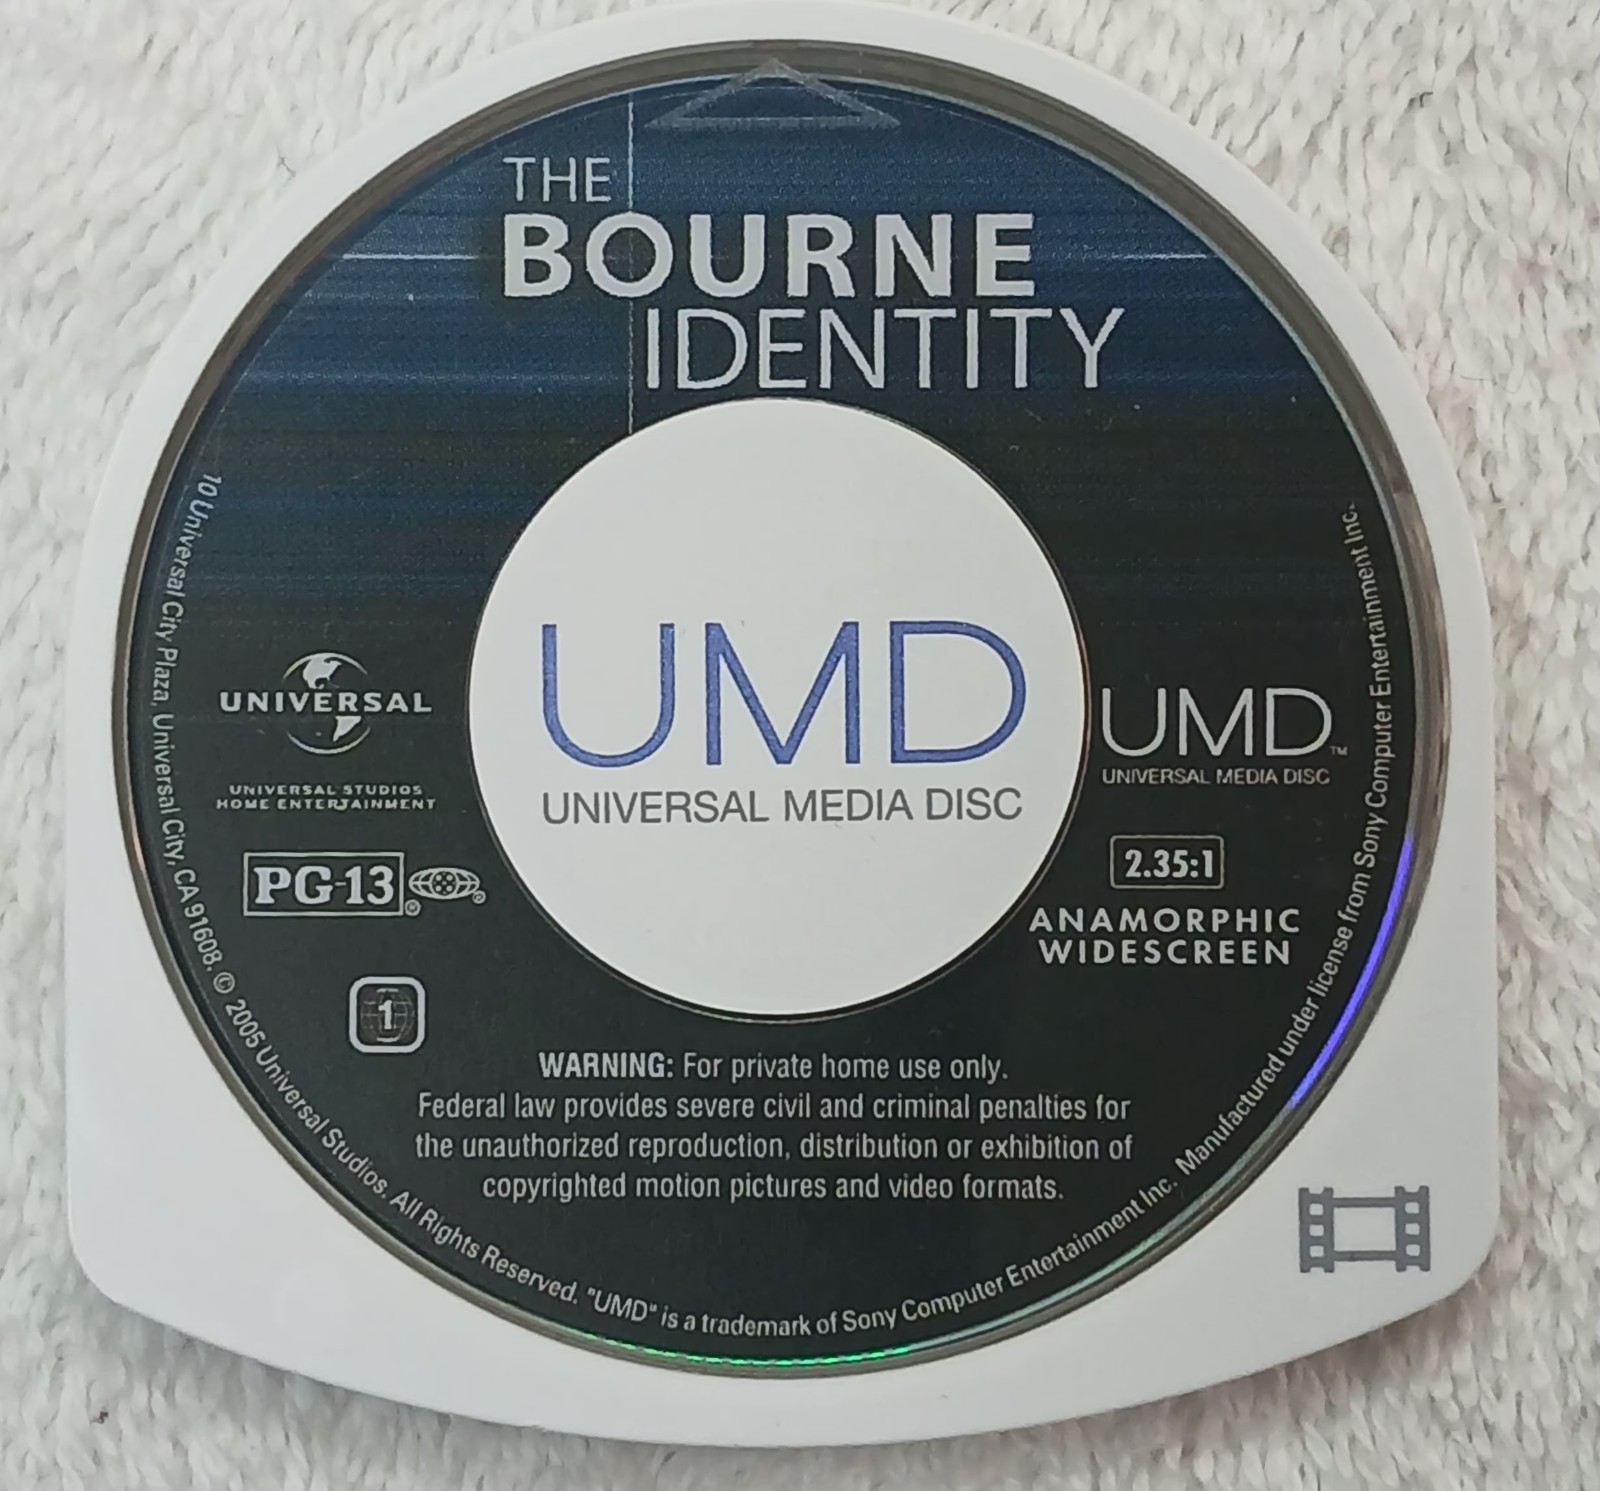 THE
BOURNE
IDENTITY
UNIVERSAL
UNIVERSAL STUDIOS
HOME ENTERTAINMENT
PG-13®®
1
UMD
UNIVERSAL MEDIA DISC
UMD™
UNIVERSAL MEDIA DISC
2.35:1
ANAMORPHIC
WIDESCREEN
WARNING: For private home use only.
Federal law provides severe civil and criminal penalties for
the unauthorized reproduction, distribution or exhibition of
copyrighted motion pictures and video formats.
10 Universal City Plaza, Universal City, CA 91608. © 2005 Universal Studios. All Rights Reserved. "UMD" is a trademark of Sony Computer Entertainment Inc. Manufactured under license from Sony Computer Entertainment Inc.